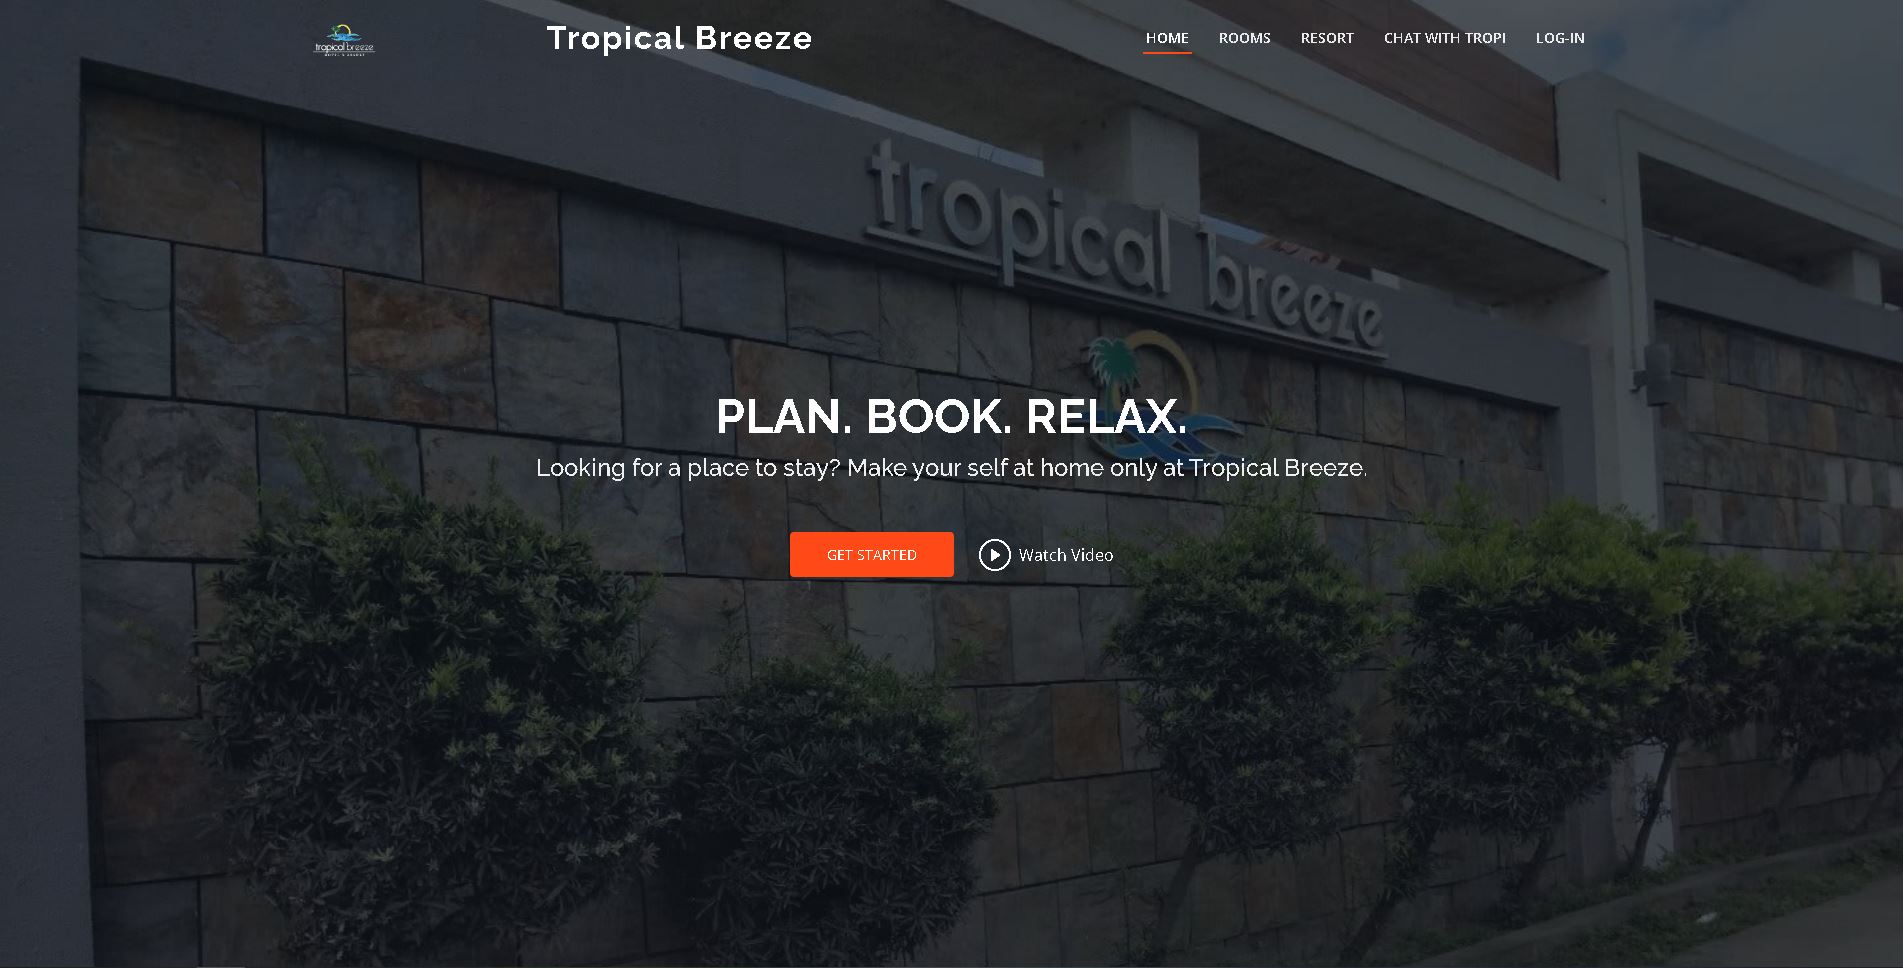 tropical breeze
Tropical Breeze
HOME
ROOMS
RESORT
CHAT WITH TROPI
LOG-IN
tropical breeze
PLAN. BOOK. RELAX.
Looking for a place to stay? Make your self at home only at Tropical Breeze.
GET STARTED
Watch Video